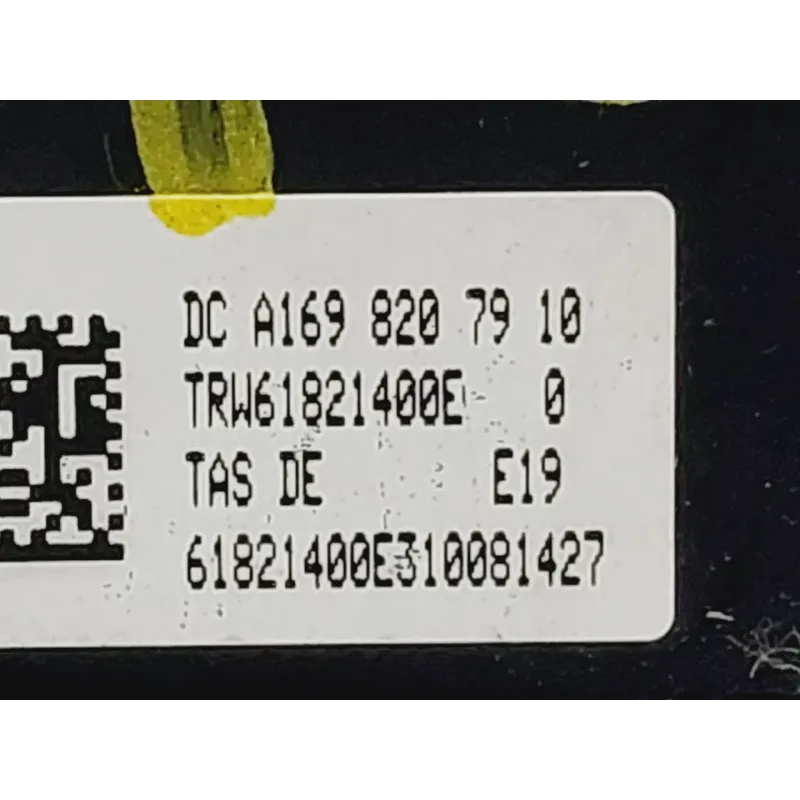 DC A169 820 79 10
TRW61821400E 0
TAS DE E19
61821400E310081427